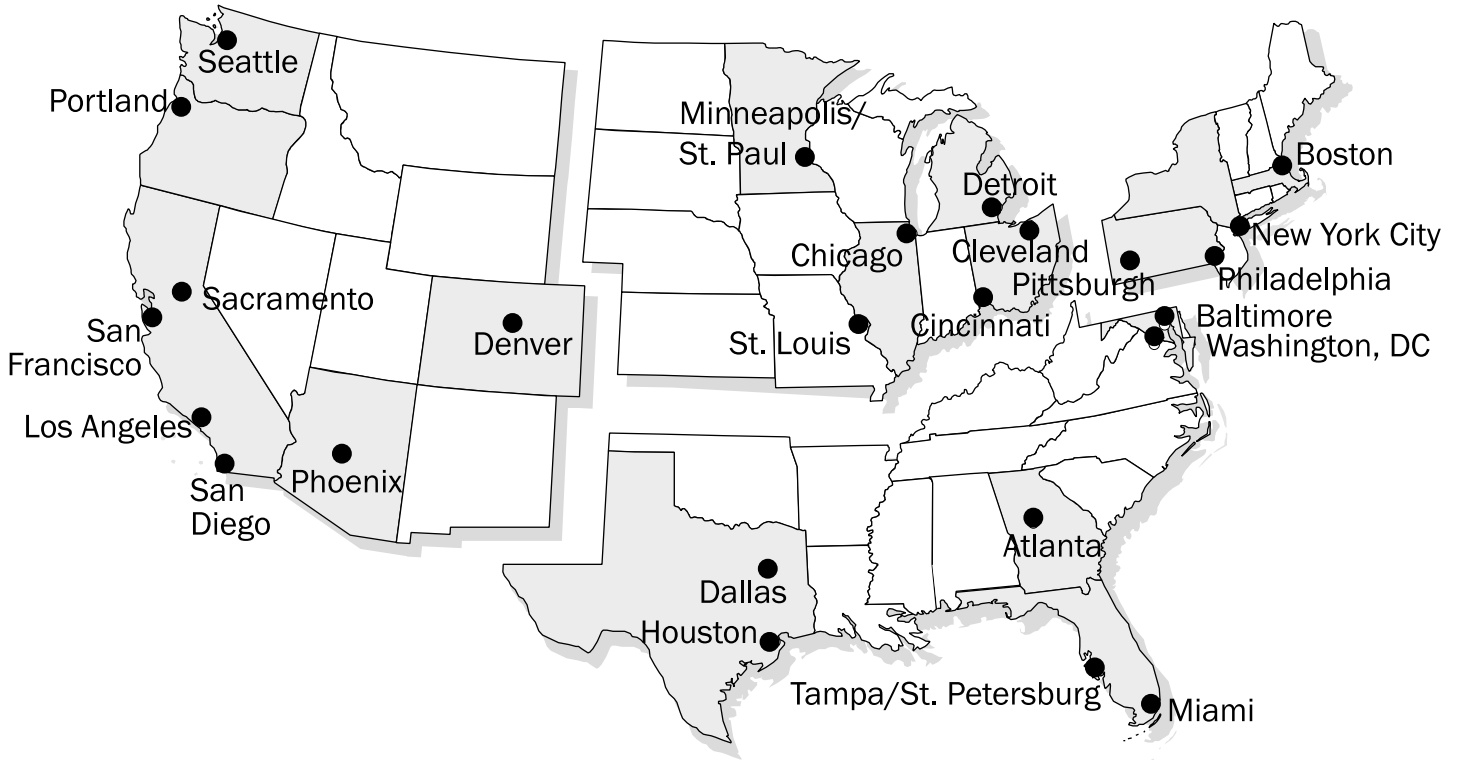 Seattle
Portland
Minneapolis/
St. Paul
Boston
Detroit
New York City
Cleveland
Chicago
Pittsburgh
Philadelphia
Sacramento
Baltimore
Cincinnati
San
Francisco
Denver
St. Louis
Washington, DC
Los Angeles
Phoenix
San
Diego
Atlanta
Dallas
Houston
Tampa/St. Petersburg
Miami